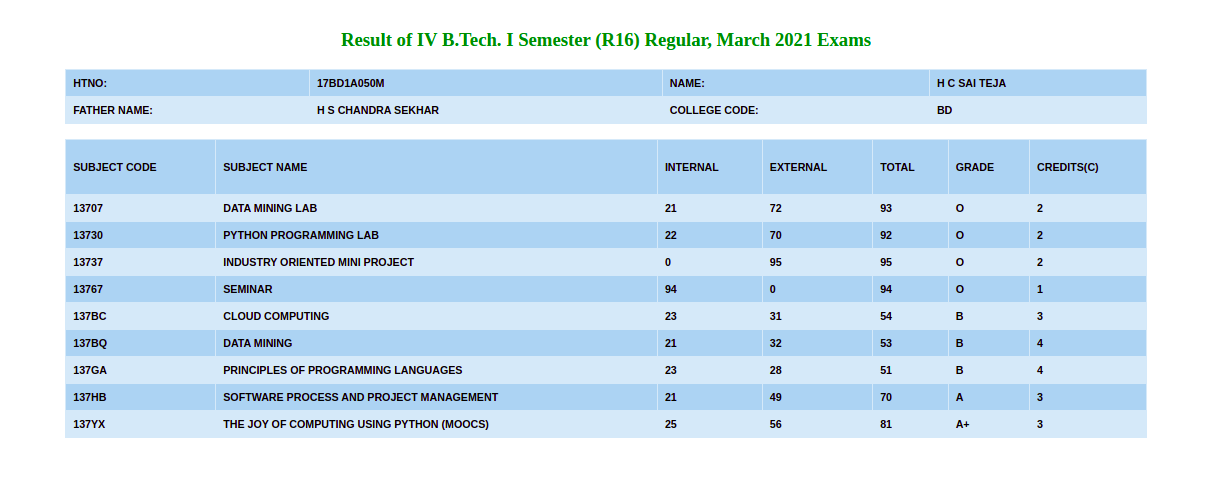 Result of IV B.Tech. I Semester (R16) Regular, March 2021 Exams
HTNO: 17BD1A050M NAME: H C SAI TEJA
FATHER NAME: H S CHANDRA SEKHAR COLLEGE CODE: BD
SUBJECT CODE SUBJECT NAME INTERNAL EXTERNAL TOTAL GRADE CREDITS(C)
13707 DATA MINING LAB 21 72 93 O 2
13730 PYTHON PROGRAMMING LAB 22 70 92 O 2
13737 INDUSTRY ORIENTED MINI PROJECT 0 95 95 O 2
13767 SEMINAR 94 0 94 O 1
137BC CLOUD COMPUTING 23 31 54 B 3
137BQ DATA MINING 21 32 53 B 4
137GA PRINCIPLES OF PROGRAMMING LANGUAGES 23 28 51 B 4
137HB SOFTWARE PROCESS AND PROJECT MANAGEMENT 21 49 70 A 3
137YX THE JOY OF COMPUTING USING PYTHON (MOOCS) 25 56 81 A+ 3